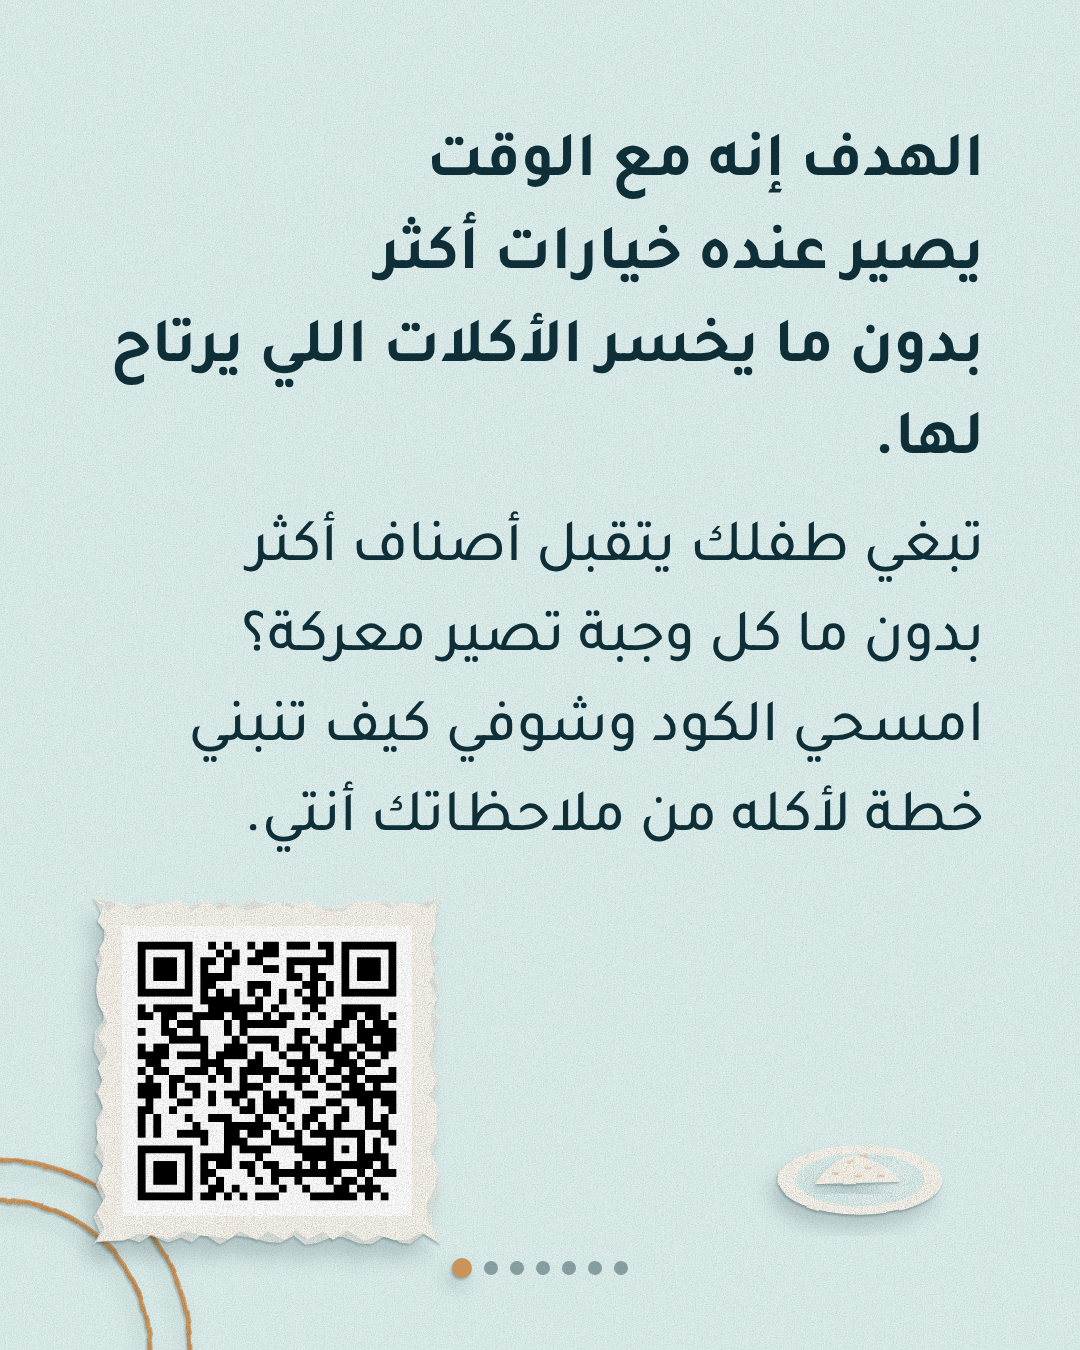 الهدف إنه مع الوقت
يصير عنده خيارات أكثر
بدون ما يخسر الأكلات اللي يرتاح
لها.
تبغي طفلك يتقبل أصناف أكثر
بدون ما كل وجبة تصير معركة؟
امسحي الكود وشوفي كيف تنبني
خطة لأكله من ملاحظاتك أنتي.